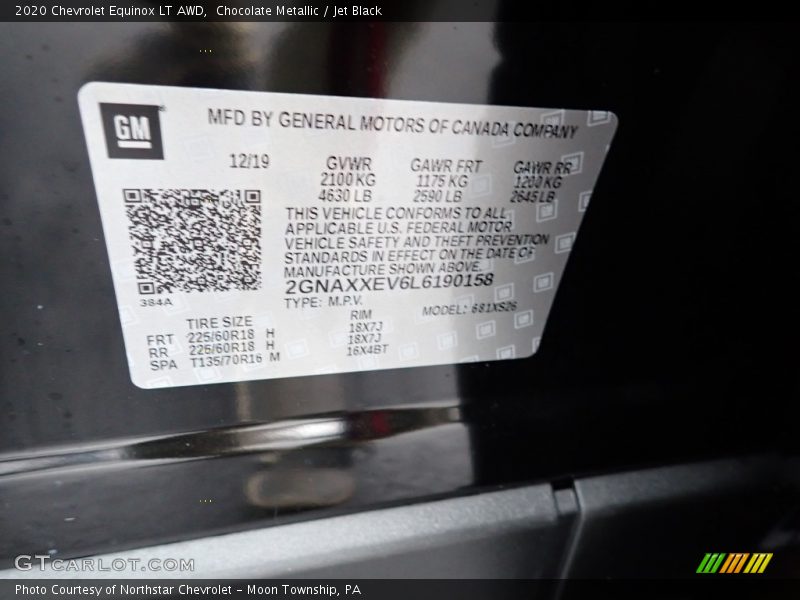 2020 Chevrolet Equinox LT AWD, Chocolate Metallic / Jet Black
GM
MFD BY GENERAL MOTORS OF CANADA COMPANY
12/19 GVWR GAWR FRT GAWR RR
2100 KG 1175 KG 1200 KG
4630 LB 2590 LB 2645 LB
THIS VEHICLE CONFORMS TO ALL
APPLICABLE U.S. FEDERAL MOTOR
VEHICLE SAFETY AND THEFT PREVENTION
STANDARDS IN EFFECT ON THE DATE OF
MANUFACTURE SHOWN ABOVE.
2GNAXXEV6L6190158
384A
TYPE: M.P.V. MODEL: 681XS26
TIRE SIZE RIM
FRT 225/60R18 H 18X7J
RR 225/60R18 H 18X7J
SPA T135/70R16 M 16X4BT
GTCARLOT.COM
Photo Courtesy of Northstar Chevrolet - Moon Township, PA